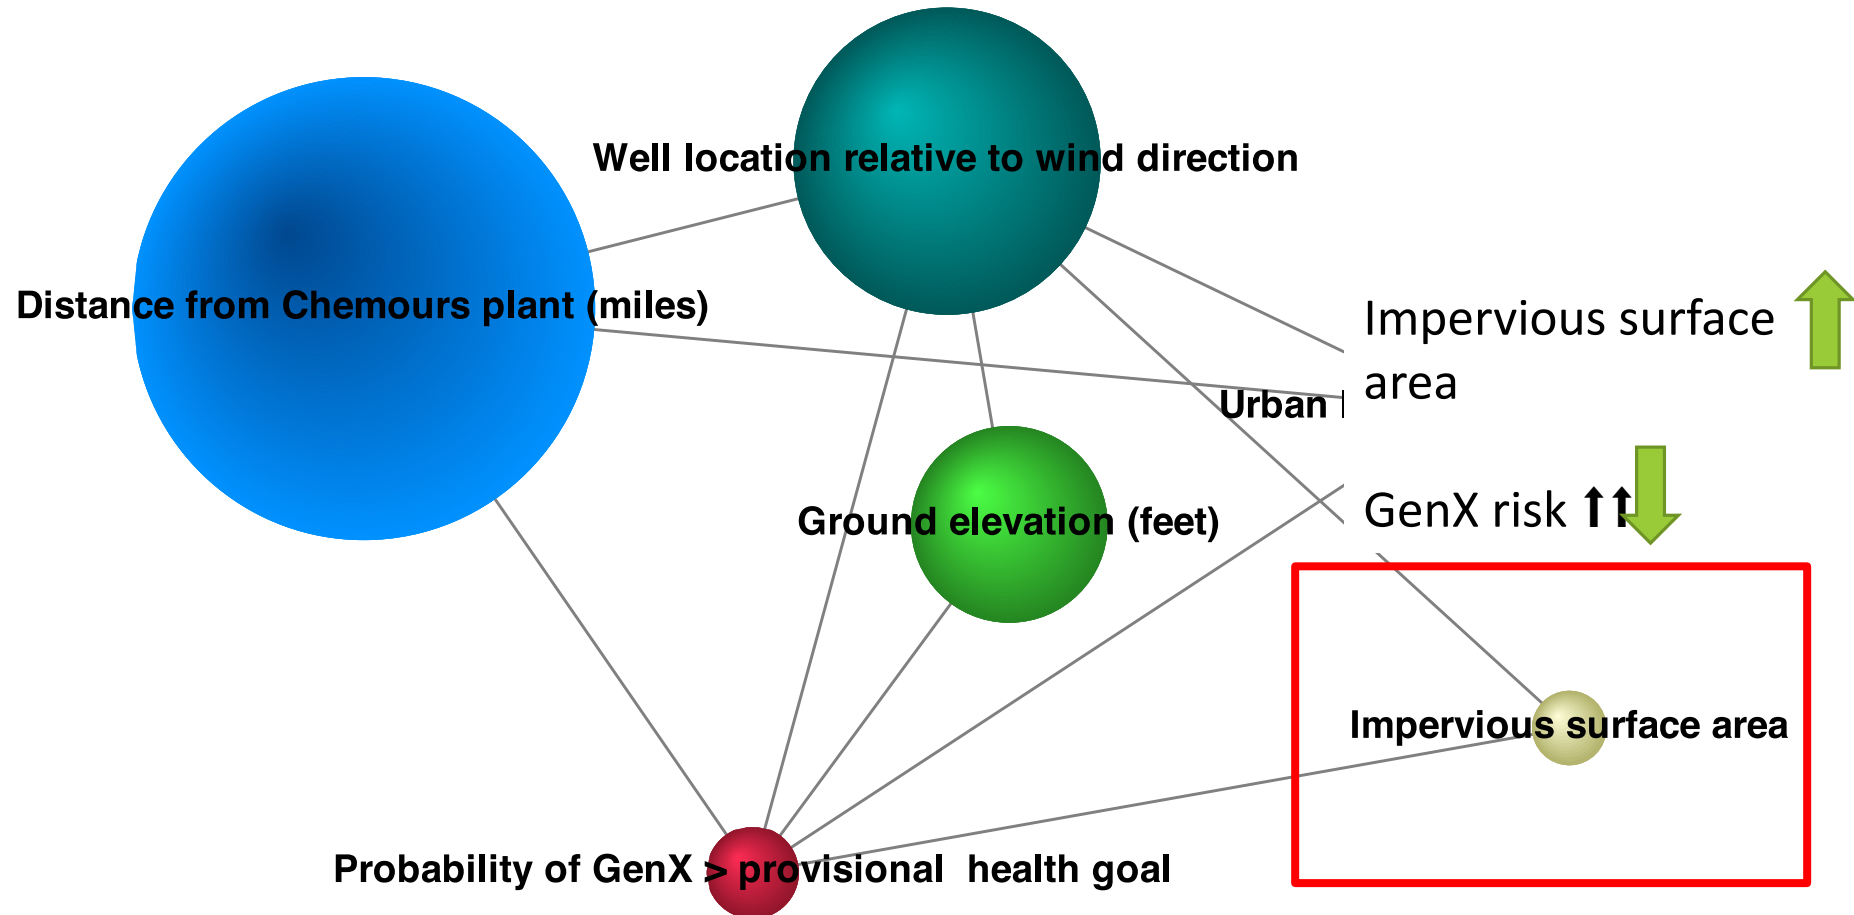 Well location relative to wind direction
Distance from Chemours plant (miles)
Impervious surface
area
Urban
GenX risk ⬆⬆
Ground elevation (feet)
Impervious surface area
Probability of GenX > provisional  health goal